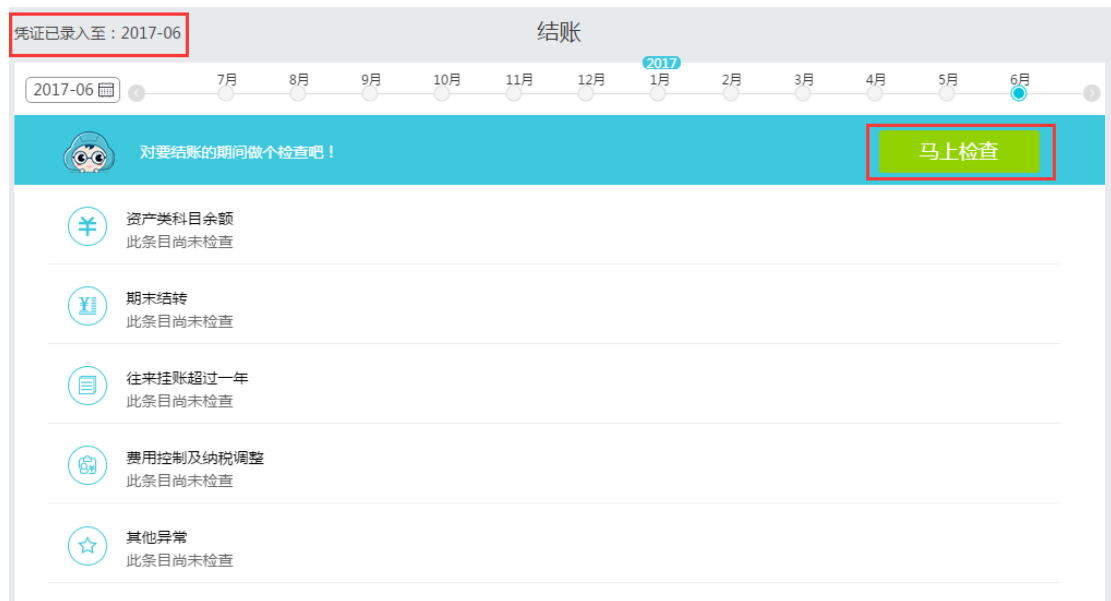 凭证已录入至：2017-06
结账
2017
2017-06 7月 8月 9月 10月 11月 12月 1月 2月 3月 4月 5月 6月
对要结账的期间做个检查吧！ 马上检查
资产类科目余额
此条目尚未检查
期末结转
此条目尚未检查
往来挂账超过一年
此条目尚未检查
费用控制及纳税调整
此条目尚未检查
其他异常
此条目尚未检查